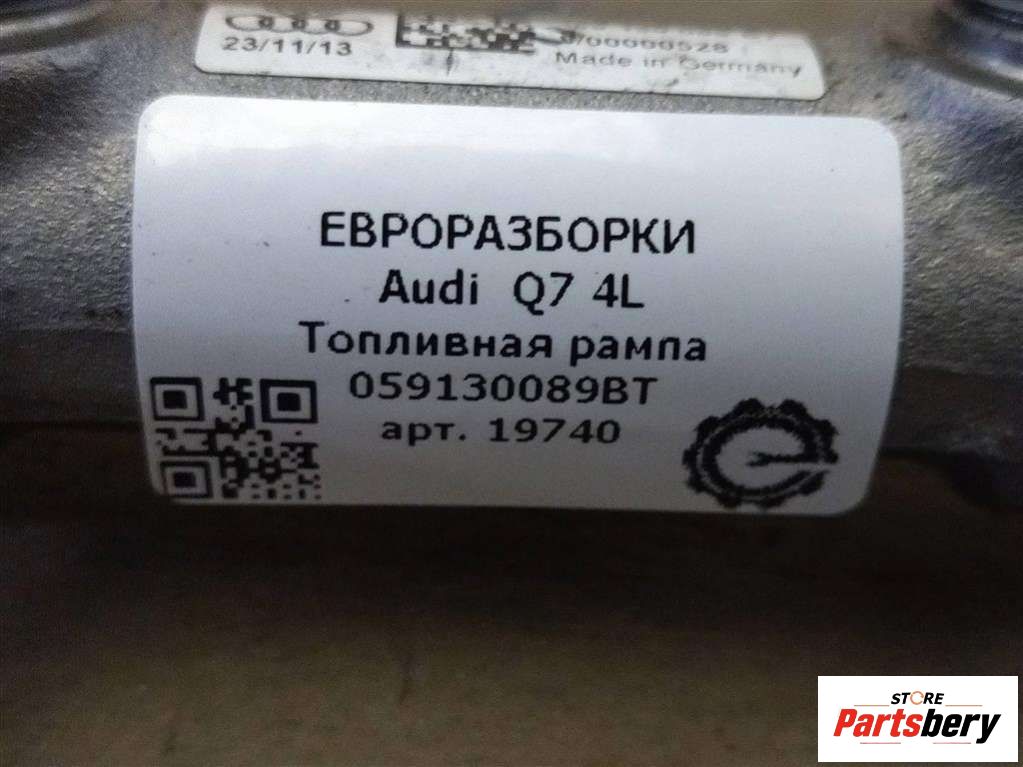 23/11/13
Made in Germany
ЕВРОРАЗБОРКИ
Audi Q7 4L
Топливная рампа
059130089BT
арт. 19740
STORE
Partsbery